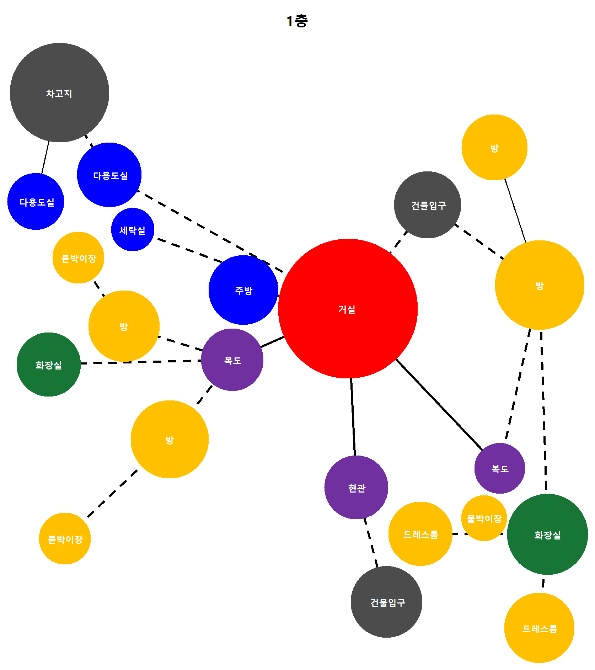 1층
차고지
방
다용도실
다용도실
건물입구
세탁실
붙박이장
방
주방
거실
방
복도
화장실
방
복도
현관
붙박이장
드레스룸
화장실
붙박이장
건물입구
드레스룸